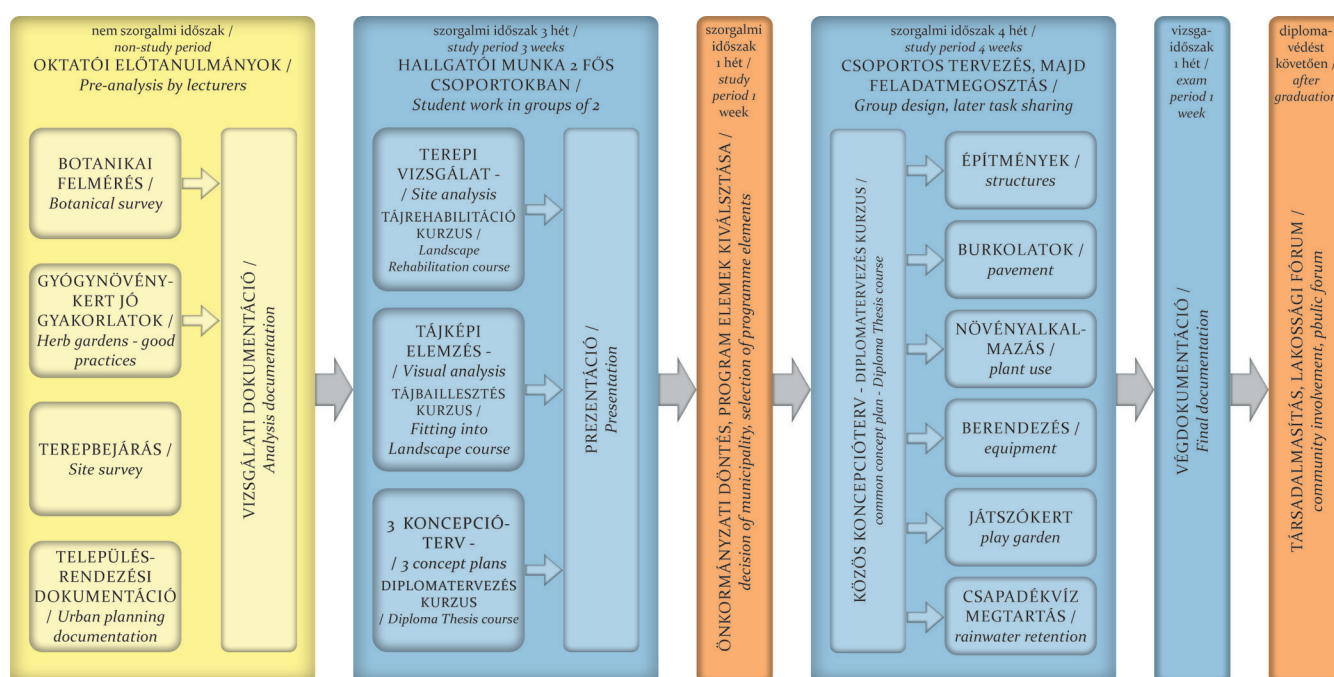 nem szorgalmi időszak /
non-study period
OKTATÓI ELŐTANULMÁNYOK /
Pre-analysis by lecturers
BOTANIKAI
FELMÉRÉS /
Botanical survey
GYÓGYNÖVÉNY-
KERT JÓ
GYAKORLATOK /
Herb gardens - good
practices
TEREPBEJÁRÁS /
Site survey
TELEPÜLÉS-
RENDEZÉSI
DOKUMENTÁCIÓ
/ Urban planning
documentation
VIZSGÁLATI DOKUMENTÁCIÓ /
Analysis documentation
szorgalmi időszak 3 hét /
study period 3 weeks
HALLGATÓI MUNKA 2 FŐS
CSOPORTOKBAN /
Student work in groups of 2
TEREPI
VIZSGÁLAT -
/ Site analysis
TÁJREHABILITÁCIÓ
KURZUS /
Landscape
Rehabilitation course
TÁJKÉPI
ELEMZÉS -
/ Visual analysis
TÁJBAILLESZTÉS
KURZUS /
Fitting into
Landscape course
3 KONCEPCIÓ-
TERV -
/ 3 concept plans
DIPLOMATERVEZÉS
KURZUS
/ Diploma Thesis course
PREZENTÁCIÓ /
Presentation
szorgalmi
időszak
1 hét /
study
period 1
week
ÖNKORMÁNYZATI DÖNTÉS, PROGRAM ELEMEK KIVÁLSZTÁSA /
decision of municipality, selection of programme elements
szorgalmi időszak 4 hét /
study period 4 weeks
CSOPORTOS TERVEZÉS, MAJD
FELADATMEGOSZTÁS /
Group design, later task sharing
KÖZÖS KONCEPCIÓTERV - DIPLOMATERVEZÉS KURZUS /
common concept plan - Diploma Thesis course
ÉPÍTMÉNYEK /
structures
BURKOLATOK /
pavement
NÖVÉNYALKAL-
MAZÁS /
plant use
BERENDEZÉS /
equipment
JÁTSZÓKERT
play garden
CSAPADÉKVÍZ
MEGTARTÁS /
rainwater retention
vizsga-
időszak
1 hét /
exam
period 1
week
VÉGDOKUMENTÁCIÓ /
Final documentation
diploma-
védést
követően /
after
graduation
TÁRSADALMASÍTÁS, LAKOSSÁGI FÓRUM /
community involvement, pbulic forum